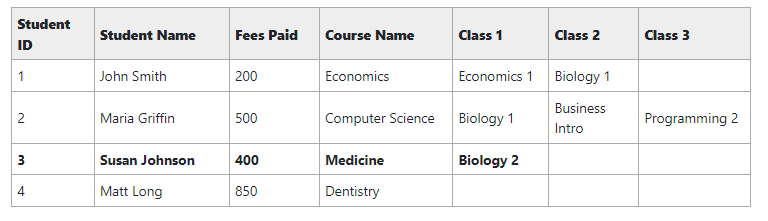 Student ID Student Name Fees Paid Course Name Class 1 Class 2 Class 3
1 John Smith 200 Economics Economics 1 Biology 1
2 Maria Griffin 500 Computer Science Biology 1 Business Intro Programming 2
3 Susan Johnson 400 Medicine Biology 2
4 Matt Long 850 Dentistry